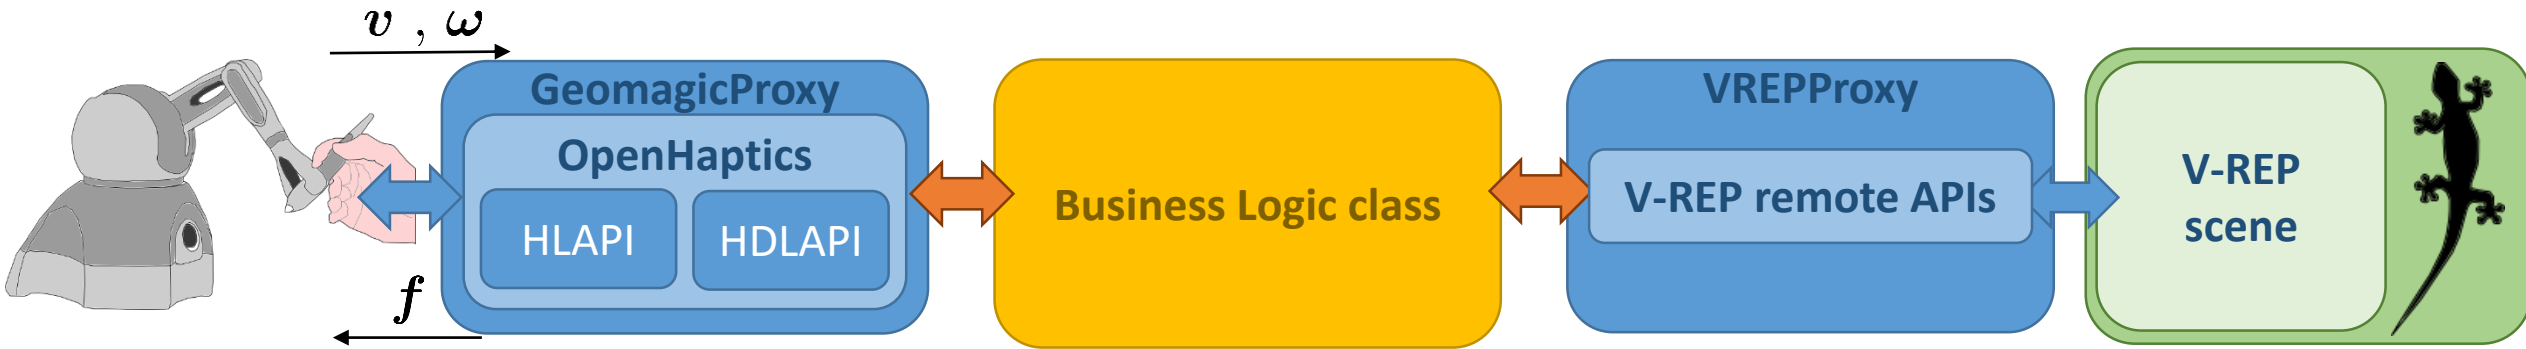 v , ω
GeomagicProxy
OpenHaptics
HLAPI
HDLAPI
f
Business Logic class
VREPProxy
V-REP remote APIs
V-REP
scene